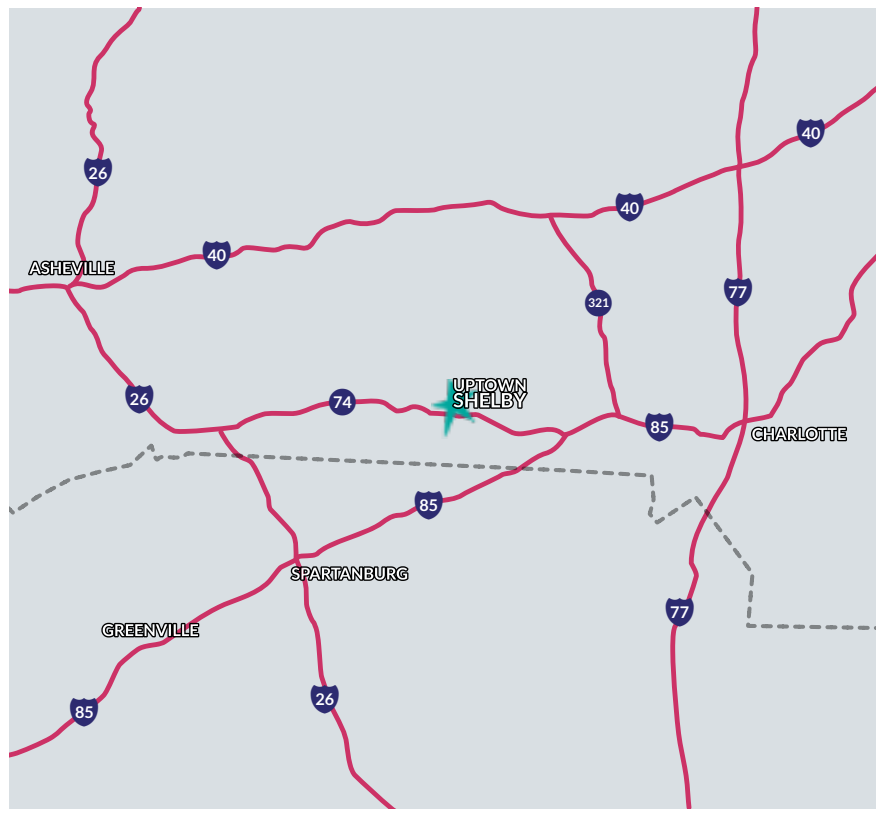 40
26
40
40
ASHEVILLE
77
321
26
74
UPTOWN
SHELBY
85
CHARLOTTE
85
SPARTANBURG
77
GREENVILLE
26
85